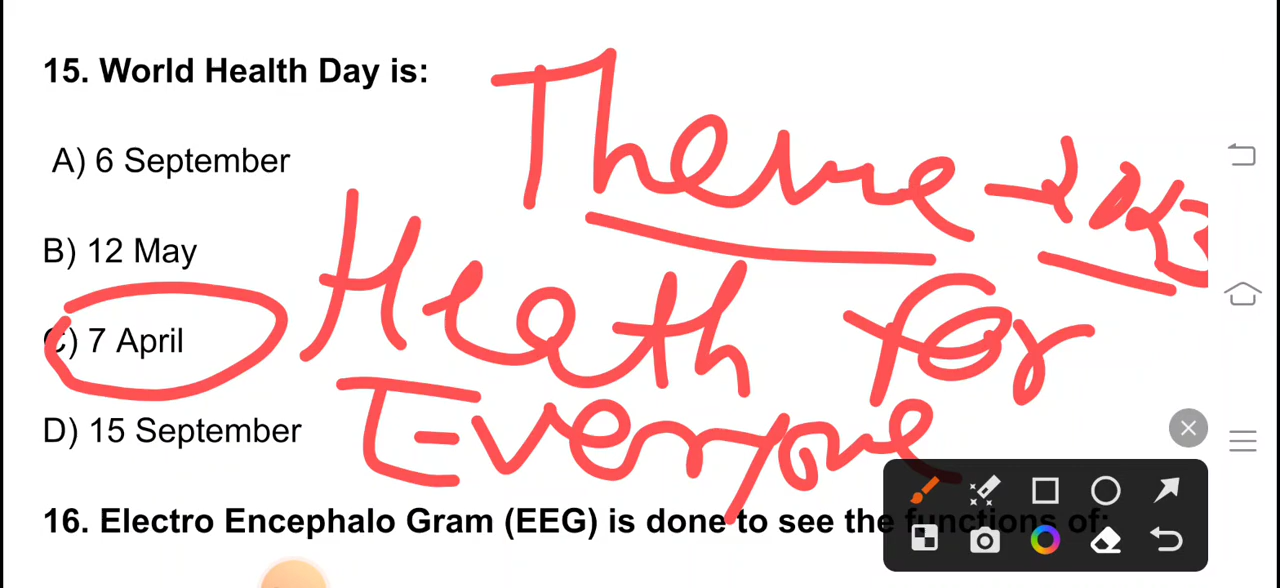 15. World Health Day is:
Theme - 2023
A) 6 September
B) 12 May
Heath for
C) 7 April
Everyone
D) 15 September
16. Electro Encephalo Gram (EEG) is done to see the functions of: